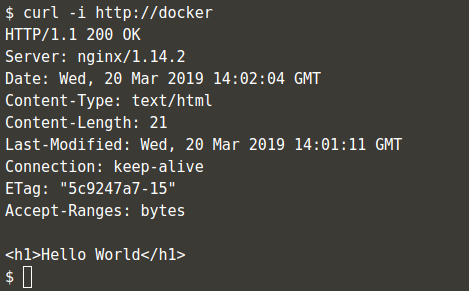 $ curl -i http://docker
HTTP/1.1 200 OK
Server: nginx/1.14.2
Date: Wed, 20 Mar 2019 14:02:04 GMT
Content-Type: text/html
Content-Length: 21
Last-Modified: Wed, 20 Mar 2019 14:01:11 GMT
Connection: keep-alive
ETag: "5c9247a7-15"
Accept-Ranges: bytes

<h1>Hello World</h1>
$